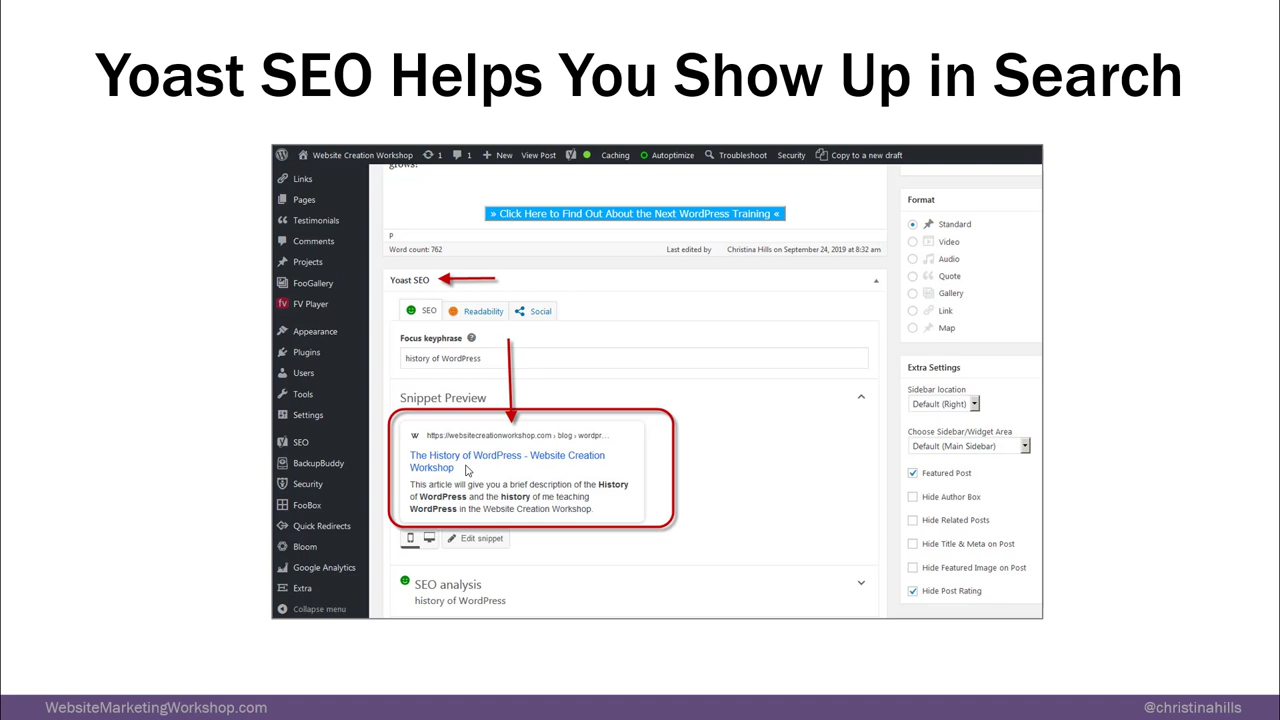 Yoast SEO Helps You Show Up in Search
Website Creation Workshop 1 1 New View Post Caching Autoptimize Troubleshoot Security Copy to a new draft
Links
Pages
Testimonials
Comments
Projects
FooGallery
fv FV Player
Appearance
Plugins
Users
Tools
Settings
SEO
BackupBuddy
Smush
FooBox
Quick Redirects
Bloom
Google Analytics
Extra
Collapse menu
grows!
» Click Here to Find Out About the Next WordPress Training «
P
Word count: 762 Last edited by Christina Hills on September 24, 2019 at 8:32 am
Yoast SEO
SEO Readability Social
Focus keyphrase
history of WordPress
Snippet Preview
W https://websitecreationworkshop.com › blog › wordpr...
The History of WordPress - Website Creation
Workshop
This article will give you a brief description of the History
of WordPress and the history of me teaching
WordPress in the Website Creation Workshop.
Edit snippet
SEO analysis
history of WordPress
Format
Standard
Video
Audio
Quote
Gallery
Link
Map
Extra Settings
Sidebar location
Default (Right)
Choose Sidebar/Widget Area
Default (Main Sidebar)
Featured Post
Hide Author Box
Hide Related Posts
Hide Title & Meta on Post
Hide Featured Image on Post
Hide Post Rating
WebsiteMarketingWorkshop.com @christinahills